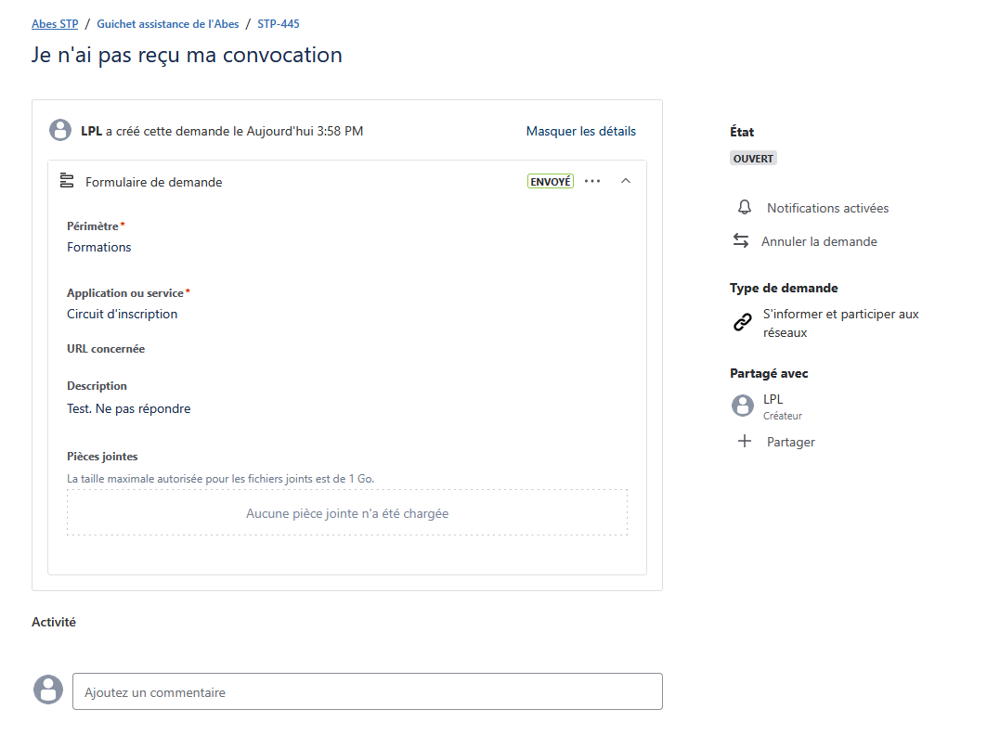 Abes STP / Guichet assistance de l'Abes / STP-445
Je n'ai pas reçu ma convocation
LPL a créé cette demande le Aujourd'hui 3:58 PM
Masquer les détails
Formulaire de demande
ENVOYÉ
Périmètre*
Formations
Application ou service*
Circuit d'inscription
URL concernée
Description
Test. Ne pas répondre
Pièces jointes
La taille maximale autorisée pour les fichiers joints est de 1 Go.
Aucune pièce jointe n'a été chargée
Activité
Ajoutez un commentaire
État
OUVERT
Notifications activées
Annuler la demande
Type de demande
S'informer et participer aux
réseaux
Partagé avec
LPL
Créateur
Partager